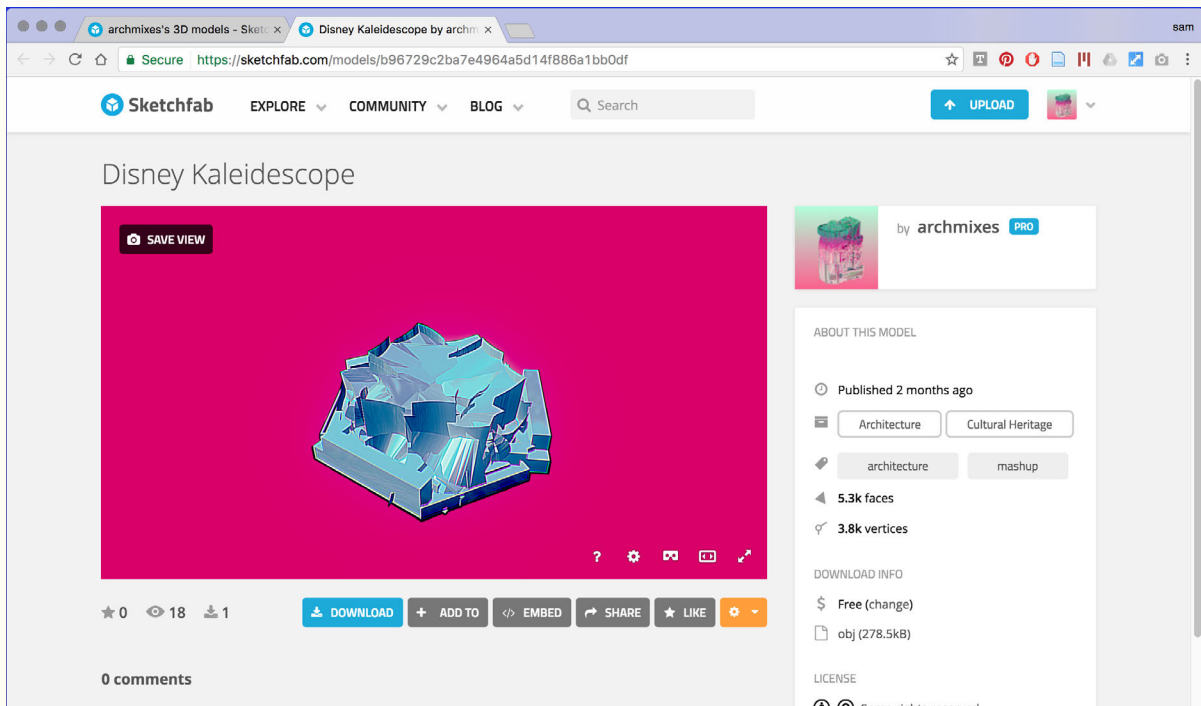 archmixes's 3D models - Sketc
Disney Kaleidescope by archm
sam
Secure https://sketchfab.com/models/b96729c2ba7e4964a5d14f886a1bb0df
Sketchfab EXPLORE COMMUNITY BLOG Search UPLOAD
Disney Kaleidescope
SAVE VIEW
by archmixes PRO
ABOUT THIS MODEL
Published 2 months ago
Architecture Cultural Heritage
architecture mashup
5.3k faces
3.8k vertices
?
DOWNLOAD INFO
$ Free (change)
obj (278.5kB)
0 18 1 DOWNLOAD + ADD TO </> EMBED SHARE LIKE
0 comments
LICENSE